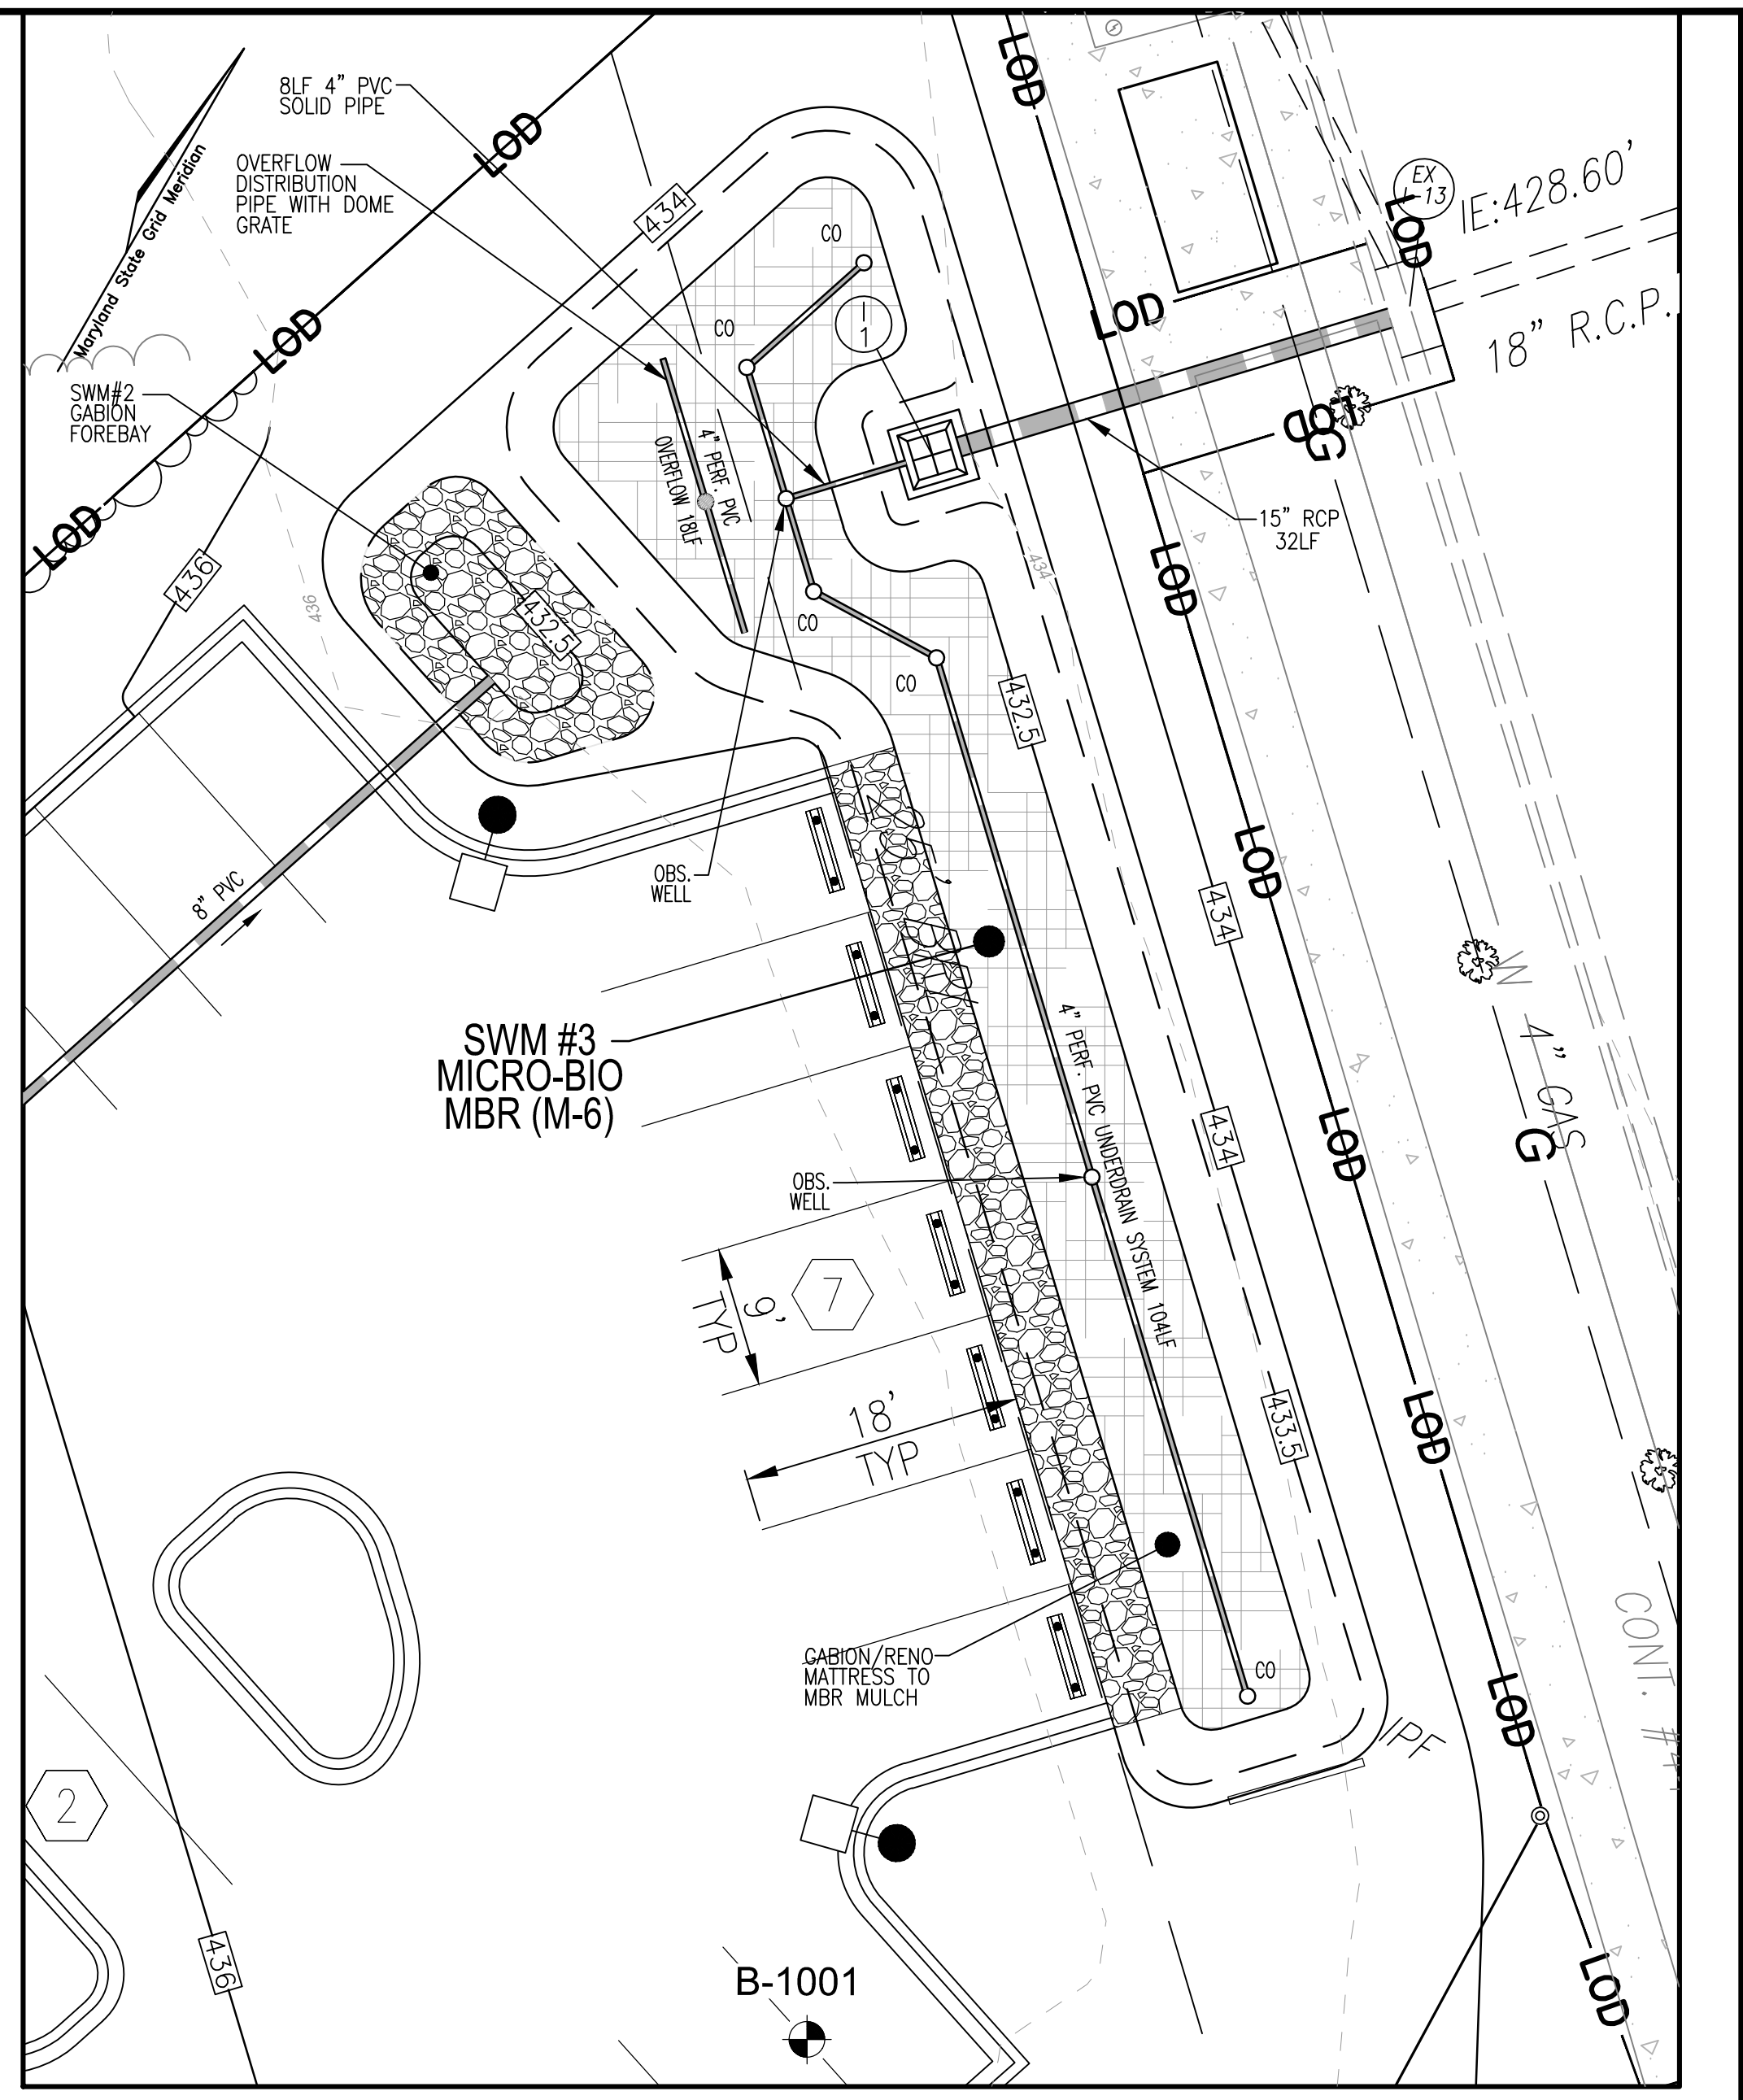 8LF 4" PVC
SOLID PIPE
OVERFLOW
DISTRIBUTION
PIPE WITH DOME
GRATE
Maryland State Grid Meridian
SWM#2
GABION
FOREBAY
LOD
LOD
LOD
LOD
434
436
436
432.5
CO
CO
I
1
4" PERF. PVC
OVERFLOW 18LF
CO
CO
LOD
EX
I-13
LOD
IE:428.60'
18" R.C.P.
LOD
G
15" RCP
32LF
-434-
LOD
432.5
8" PVC
OBS.
WELL
SWM #3
MICRO-BIO
MBR (M-6)
LOD
434
W
4" GAS
G
4" PERF. PVC UNDERDRAIN SYSTEM 104LF
OBS.
WELL
434
LOD
7
9'
TYP
18'
TYP
433.5
LOD
GABION/RENO
MATTRESS TO
MBR MULCH
CO
IPF
LOD
CONT.
2
436
B-1001
LOD